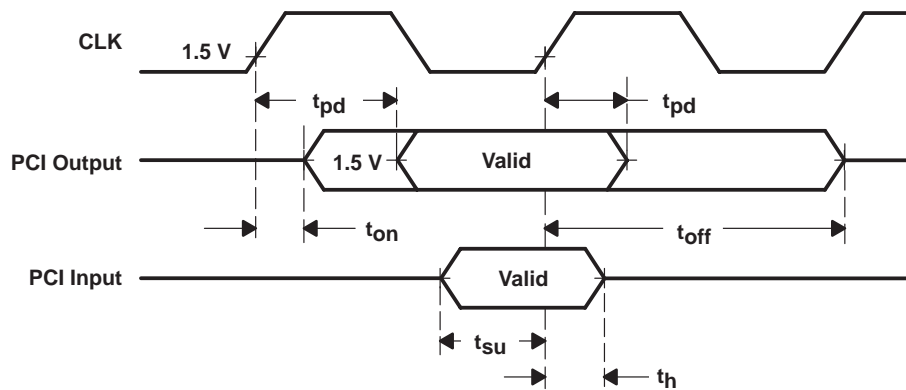 CLK
1.5 V
tpd
tpd
PCI Output
1.5 V
Valid
ton
toff
PCI Input
Valid
tsu
th